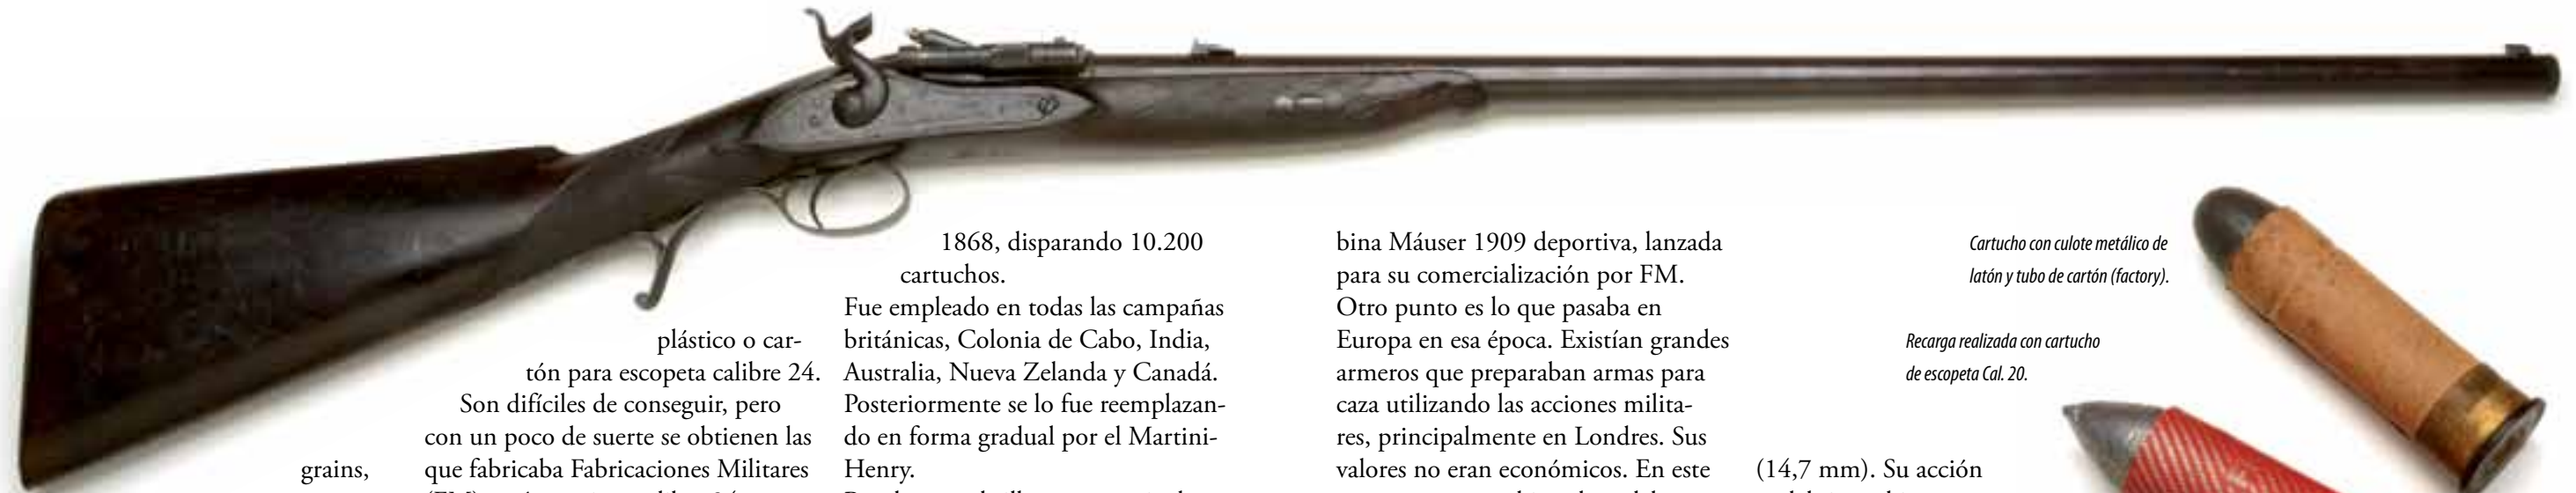 grains,
plástico o car-
tón para escopeta calibre 24.
Son difíciles de conseguir, pero
con un poco de suerte se obtienen las
que fabricaba Fabricaciones Militares
1868, disparando 10.200
cartuchos.
Fue empleado en todas las campañas
británicas, Colonia de Cabo, India,
Australia, Nueva Zelanda y Canadá.
Posteriormente se lo fue reemplazan-
do en forma gradual por el Martini-
Henry.
bina Máuser 1909 deportiva, lanzada
para su comercialización por FM.
Otro punto es lo que pasaba en
Europa en esa época. Existían grandes
armeros que preparaban armas para
caza utilizando las acciones milita-
res, principalmente en Londres. Sus
valores no eran económicos. En este
(14,7 mm). Su acción
Cartucho con culote metálico de
latón y tubo de cartón (factory).
Recarga realizada con cartucho
de escopeta Cal. 20.